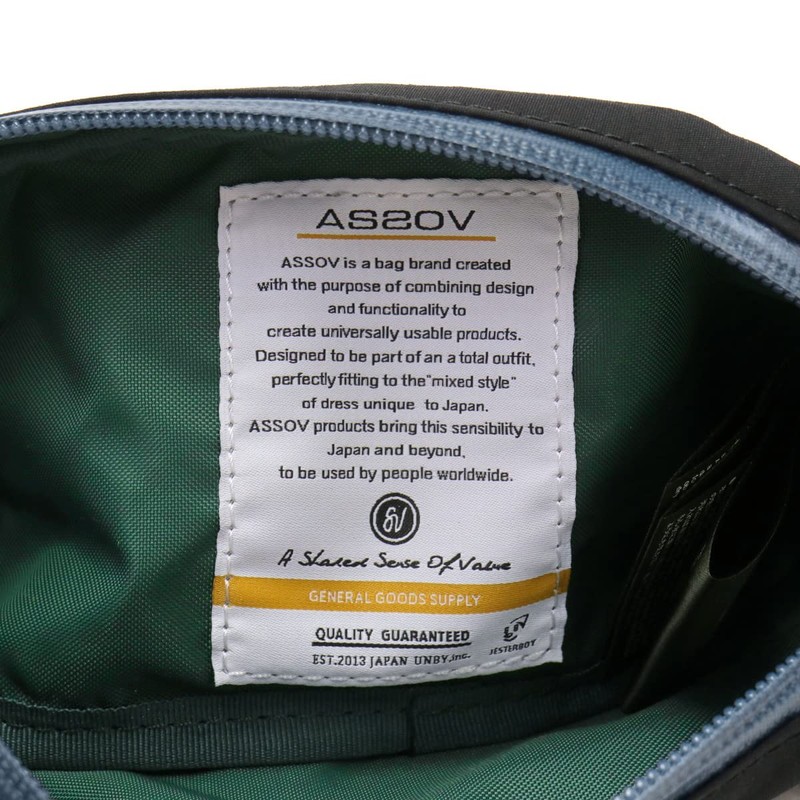 ASSOV
ASSOV is a bag brand created
with the purpose of combining design
and functionality to
create universally usable products.
Designed to be part of an a total outfit,
perfectly fitting to the "mixed style"
of dress unique to Japan.
ASSOV products bring this sensibility to
Japan and beyond,
to be used by people worldwide.
SV
A Shared Sense Of Value
GENERAL GOODS SUPPLY
QUALITY GUARANTEED
EST.2013 JAPAN UNBY,inc.
JESTERBOY